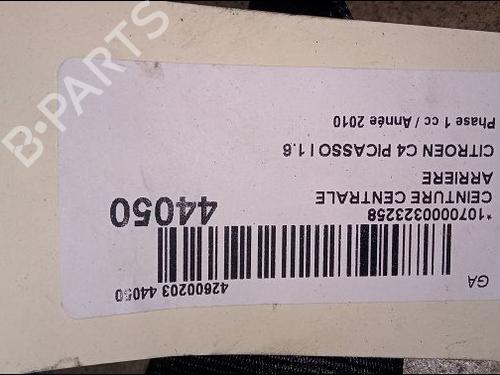 B-PARTS
GA
42600203 44050
*1070000323258
44050
CEINTURE CENTRALE
ARRIERE
CITROEN C4 PICASSO I 1.6
Phase 1 cc / Année 2010